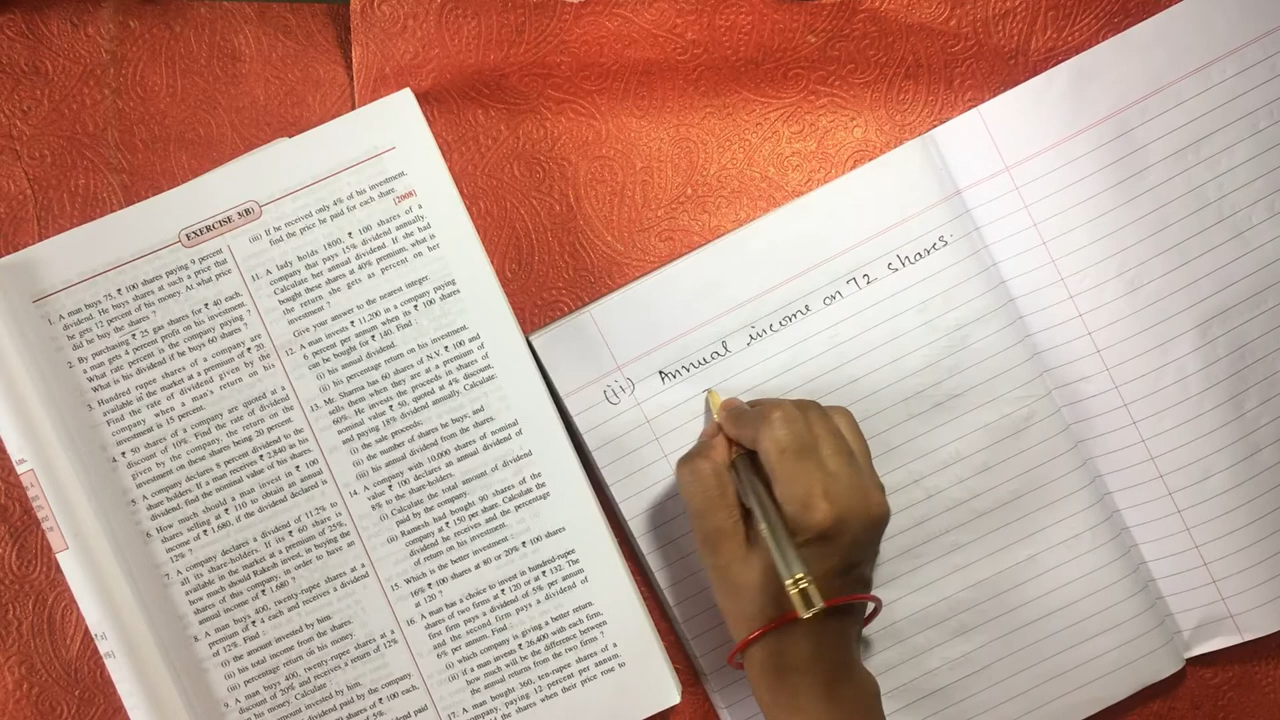 EXERCISE 3(B)
1. A man buys 75, ₹ 100 shares paying 9 percent
dividend. He buys shares at such a price that
he gets 12 percent of his money. At what price
did he buy the shares ?
2. By purchasing ₹ 25 gas shares for ₹ 40 each,
a man gets 4 percent profit on his investment.
What rate percent is the company paying ?
What is his dividend if he buys 60 shares ?
3. Hundred rupee shares of a company are
available in the market at a premium of ₹ 20.
Find the rate of dividend given by the
company when a man's return on his
investment is 15 percent.
4. ₹ 50 shares of a company are quoted at a
discount of 10%. Find the rate of dividend
given by the company, the return on the
investment on these shares being 20 percent.
5. A company declares 8 percent dividend to the
share holders. If a man receives ₹ 2,840 as his
dividend, find the nominal value of his shares.
6. How much should a man invest in ₹ 100
shares selling at ₹ 110 to obtain an annual
income of ₹ 1,680, if the dividend declared is
12% ?
7. A company declares a dividend of 11.2% to
all its share-holders. If its ₹ 60 share is
available in the market at a premium of 25%,
how much should Rakesh invest, in buying the
shares of this company, in order to have an
annual income of ₹ 1,680 ?
8. A man buys 400, twenty-rupee shares at a
premium of ₹ 4 each and receives a dividend
of 12%. Find :
(i) the amount invested by him.
(ii) his total income from the shares.
(iii) percentage return on his money.
9. A man buys 400, twenty-rupee shares at a
discount of 20% and receives a return of 12%
on his money. Calculate :
amount invested by him.
dividend paid by the company.
shares of ₹ 100 each,
of 5%.
dividend paid
(iii) If he received only 4% of his investment,
find the price he paid for each share.
[2008]
11. A lady holds 1800, ₹ 100 shares of a
company that pays 15% dividend annually.
Calculate her annual dividend. If she had
bought these shares at 40% premium, what is
the return she gets as percent on her
investment ?
Give your answer to the nearest integer.
12. A man invests ₹ 11,200 in a company paying
6 percent per annum when its ₹ 100 shares
can be bought for ₹ 140. Find :
(i) his annual dividend.
(ii) his percentage return on his investment.
13. Mr. Sharma has 60 shares of N.V. ₹ 100 and
sells them when they are at a premium of
60%. He invests the proceeds in shares of
nominal value ₹ 50, quoted at 4% discount,
and paying 18% dividend annually. Calculate:
(i) the sale proceeds;
(ii) the number of shares he buys; and
(iii) his annual dividend from the shares.
14. A company with 10,000 shares of nominal
value ₹ 100 declares an annual dividend of
8% to the share-holders.
(i) Calculate the total amount of dividend
paid by the company.
(ii) Ramesh had bought 90 shares of the
company at ₹ 150 per share. Calculate the
dividend he receives and the percentage
of return on his investment.
15. Which is the better investment :
16% ₹ 100 shares at 80 or 20% ₹ 100 shares
at 120 ?
16. A man has a choice to invest in hundred-rupee
shares of two firms at ₹ 120 or at ₹ 132. The
first firm pays a dividend of 5% per annum
and the second firm pays a dividend of
6% per annum. Find :
(i) which company is giving a better return.
(ii) if a man invests ₹ 26,400 with each firm,
how much will be the difference between
the annual returns from the two firms ?
17. A man bought 360, ten-rupee shares of a
company, paying 12 percent per annum.
the shares when their price rose to
(ii) Annual income on 72 shares.